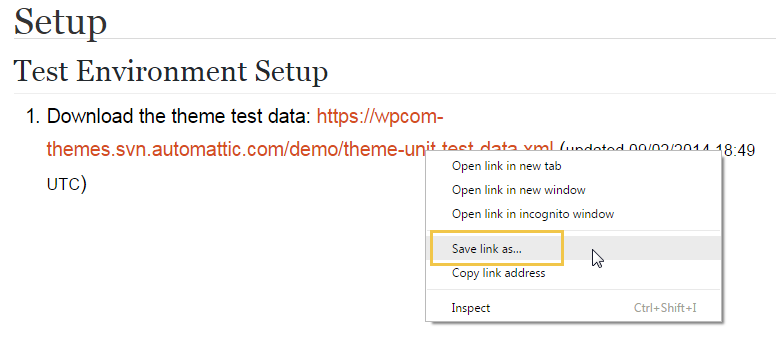 Setup
Test Environment Setup
1. Download the theme test data: https://wpcom-
themes.svn.automattic.com/demo/theme-unit-test-data.xml (updated 09/02/2014 18:49
UTC)
Open link in new tab
Open link in new window
Open link in incognito window
Save link as...
Copy link address
Inspect Ctrl+Shift+I